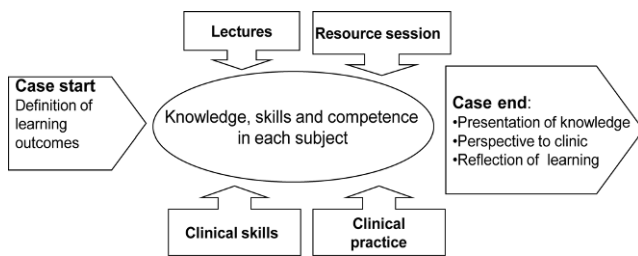 Lectures
Resource session
Case start
Definition of
learning
outcomes
Knowledge, skills and competence
in each subject
Case end:
•Presentation of knowledge
•Perspective to clinic
•Reflection of learning
Clinical skills
Clinical
practice